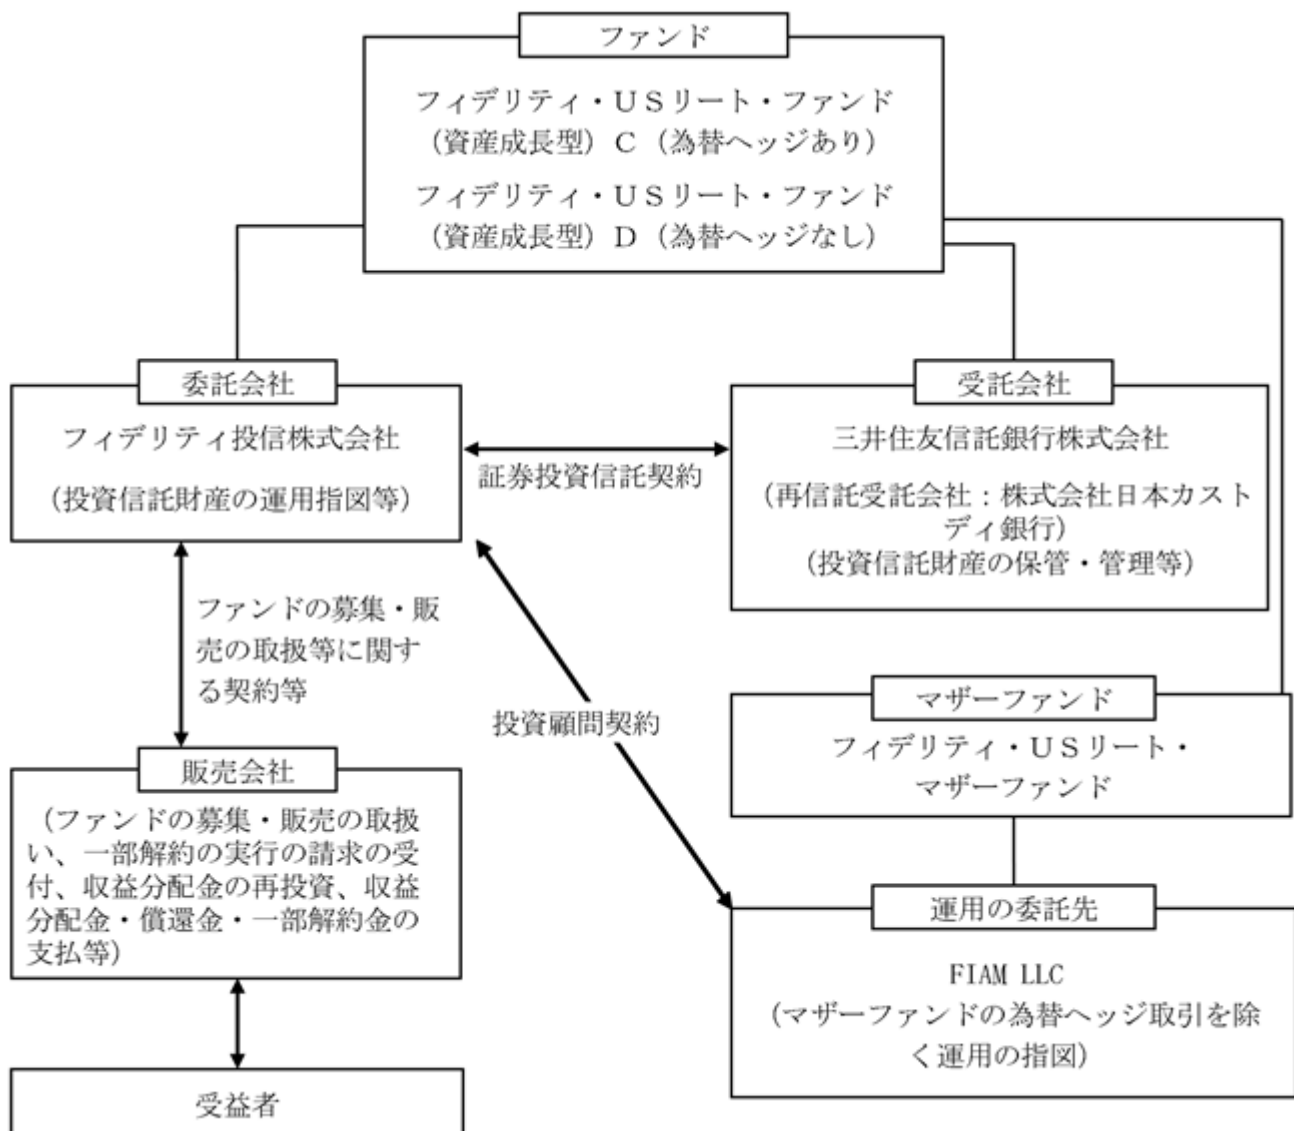 ファンド
フィデリティ・ＵＳリート・ファンド
（資産成長型）Ｃ（為替ヘッジあり）
フィデリティ・ＵＳリート・ファンド
（資産成長型）Ｄ（為替ヘッジなし）
委託会社
フィデリティ投信株式会社
（投資信託財産の運用指図等）
証券投資信託契約
受託会社
三井住友信託銀行株式会社
（再信託受託会社：株式会社日本カスト
ディ銀行）
（投資信託財産の保管・管理等）
ファンドの募集・販
売の取扱等に関す
る契約等
投資顧問契約
マザーファンド
フィデリティ・ＵＳリート・
マザーファンド
販売会社
（ファンドの募集・販売の取扱
い、一部解約の実行の請求の受
付、収益分配金の再投資、収益
分配金・償還金・一部解約金の
支払等）
運用の委託先
FIAM LLC
（マザーファンドの為替ヘッジ取引を除
く運用の指図）
受益者